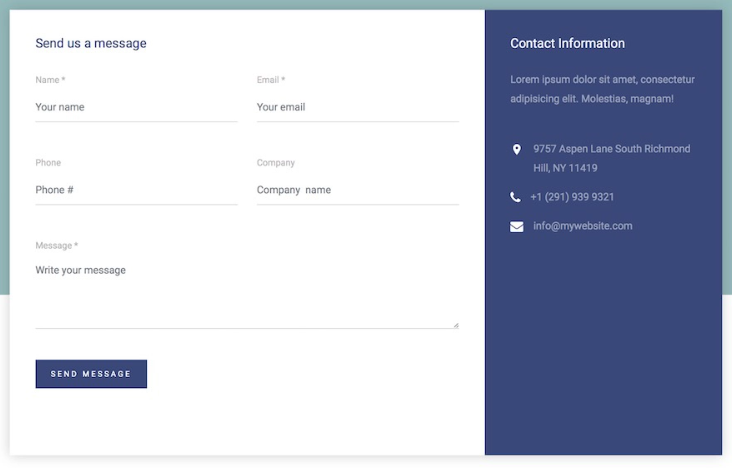 Send us a message
Name *
Email *
Your name
Your email
Phone
Company
Phone #
Company  name
Message *
Write your message
SEND MESSAGE
Contact Information
Lorem ipsum dolor sit amet, consectetur
adipisicing elit. Molestias, magnam!
9757 Aspen Lane South Richmond
Hill, NY 11419
+1 (291) 939 9321
info@mywebsite.com